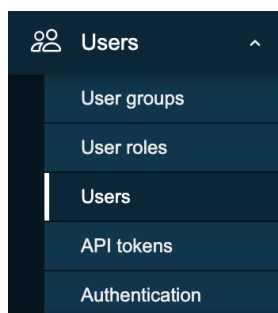 Users
User groups
User roles
Users
API tokens
Authentication